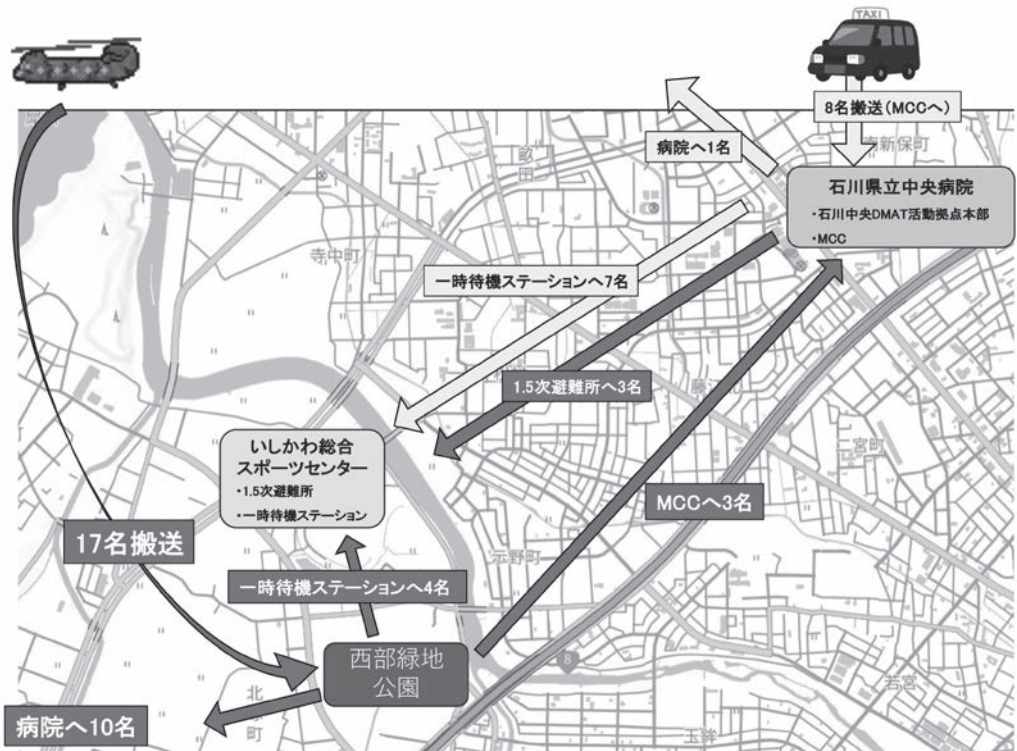 TAXI
8名搬送(MCCへ)
病院へ1名
南新保町
石川県立中央病院
・石川中央DMAT活動拠点本部
・MCC
畝田
寺中町
一時待機ステーションへ7名
1.5次避難所へ3名
いしかわ総合
スポーツセンター
・1.5次避難所
・一時待機ステーション
二宮町
MCCへ3名
17名搬送
示野町
一時待機ステーションへ4名
西部緑地
公園
8
若宮
病院へ10名
玉鉾